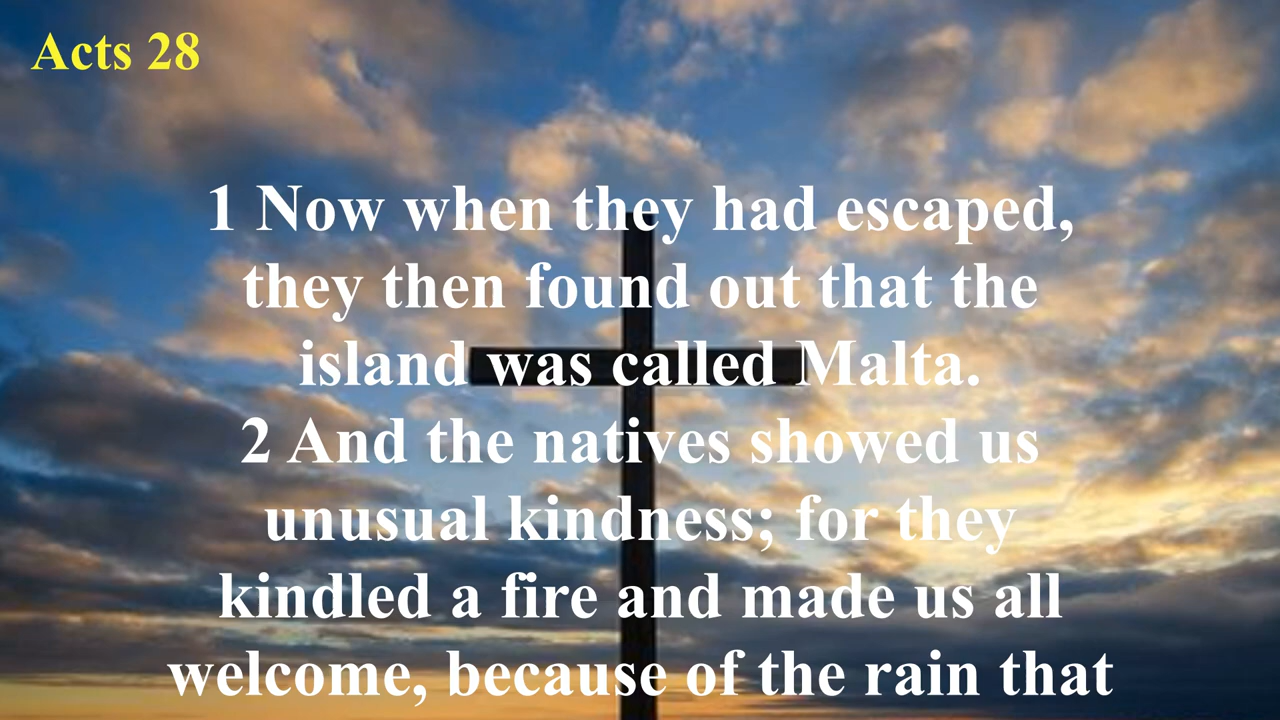 Acts 28
1 Now when they had escaped,
they then found out that the
island was called Malta.
2 And the natives showed us
unusual kindness; for they
kindled a fire and made us all
welcome, because of the rain that